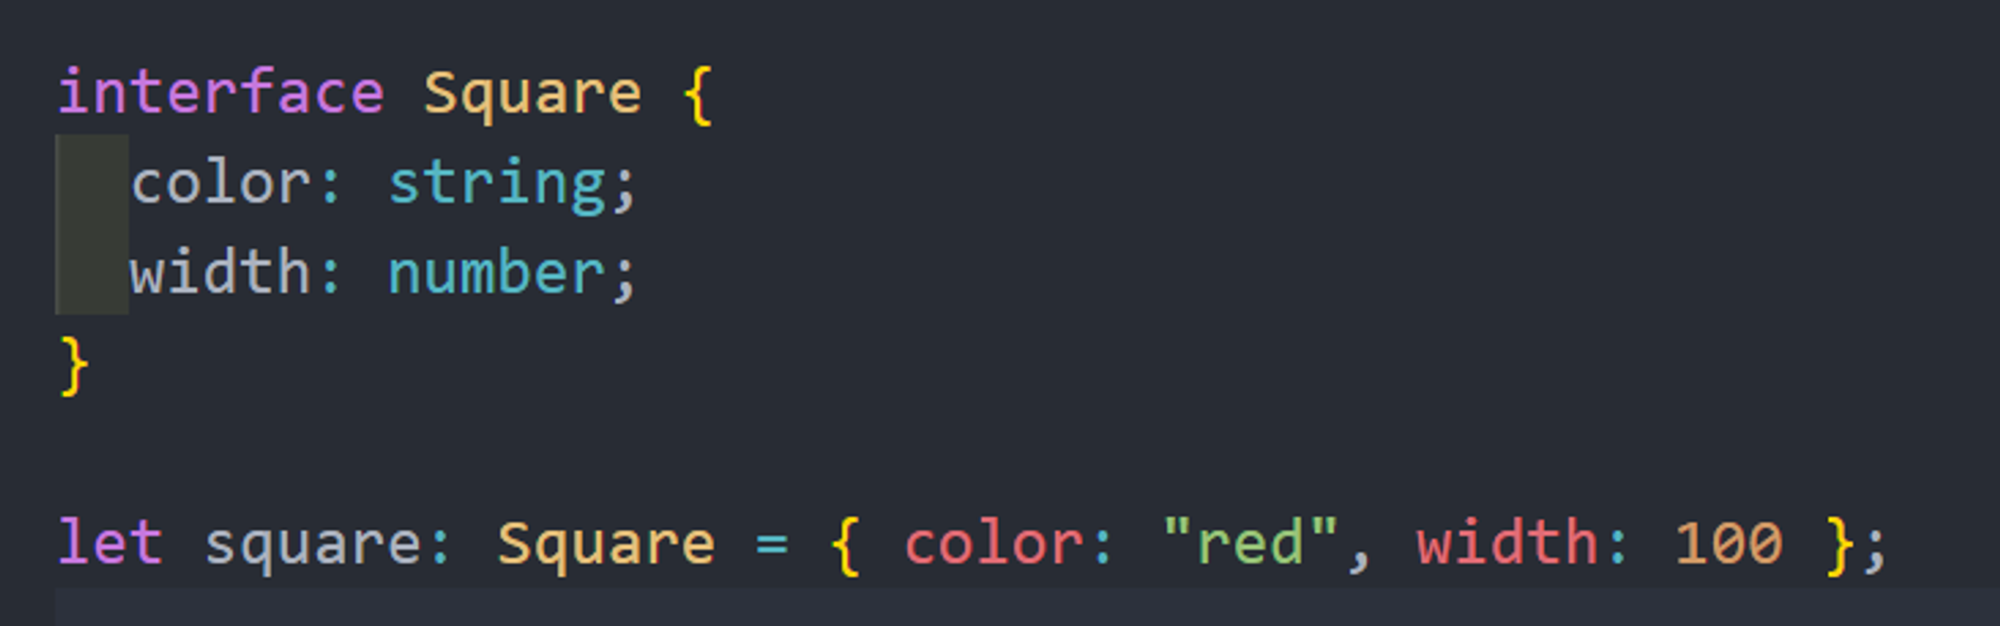 interface Square {
  color: string;
  width: number;
}
let square: Square = { color: "red", width: 100 };